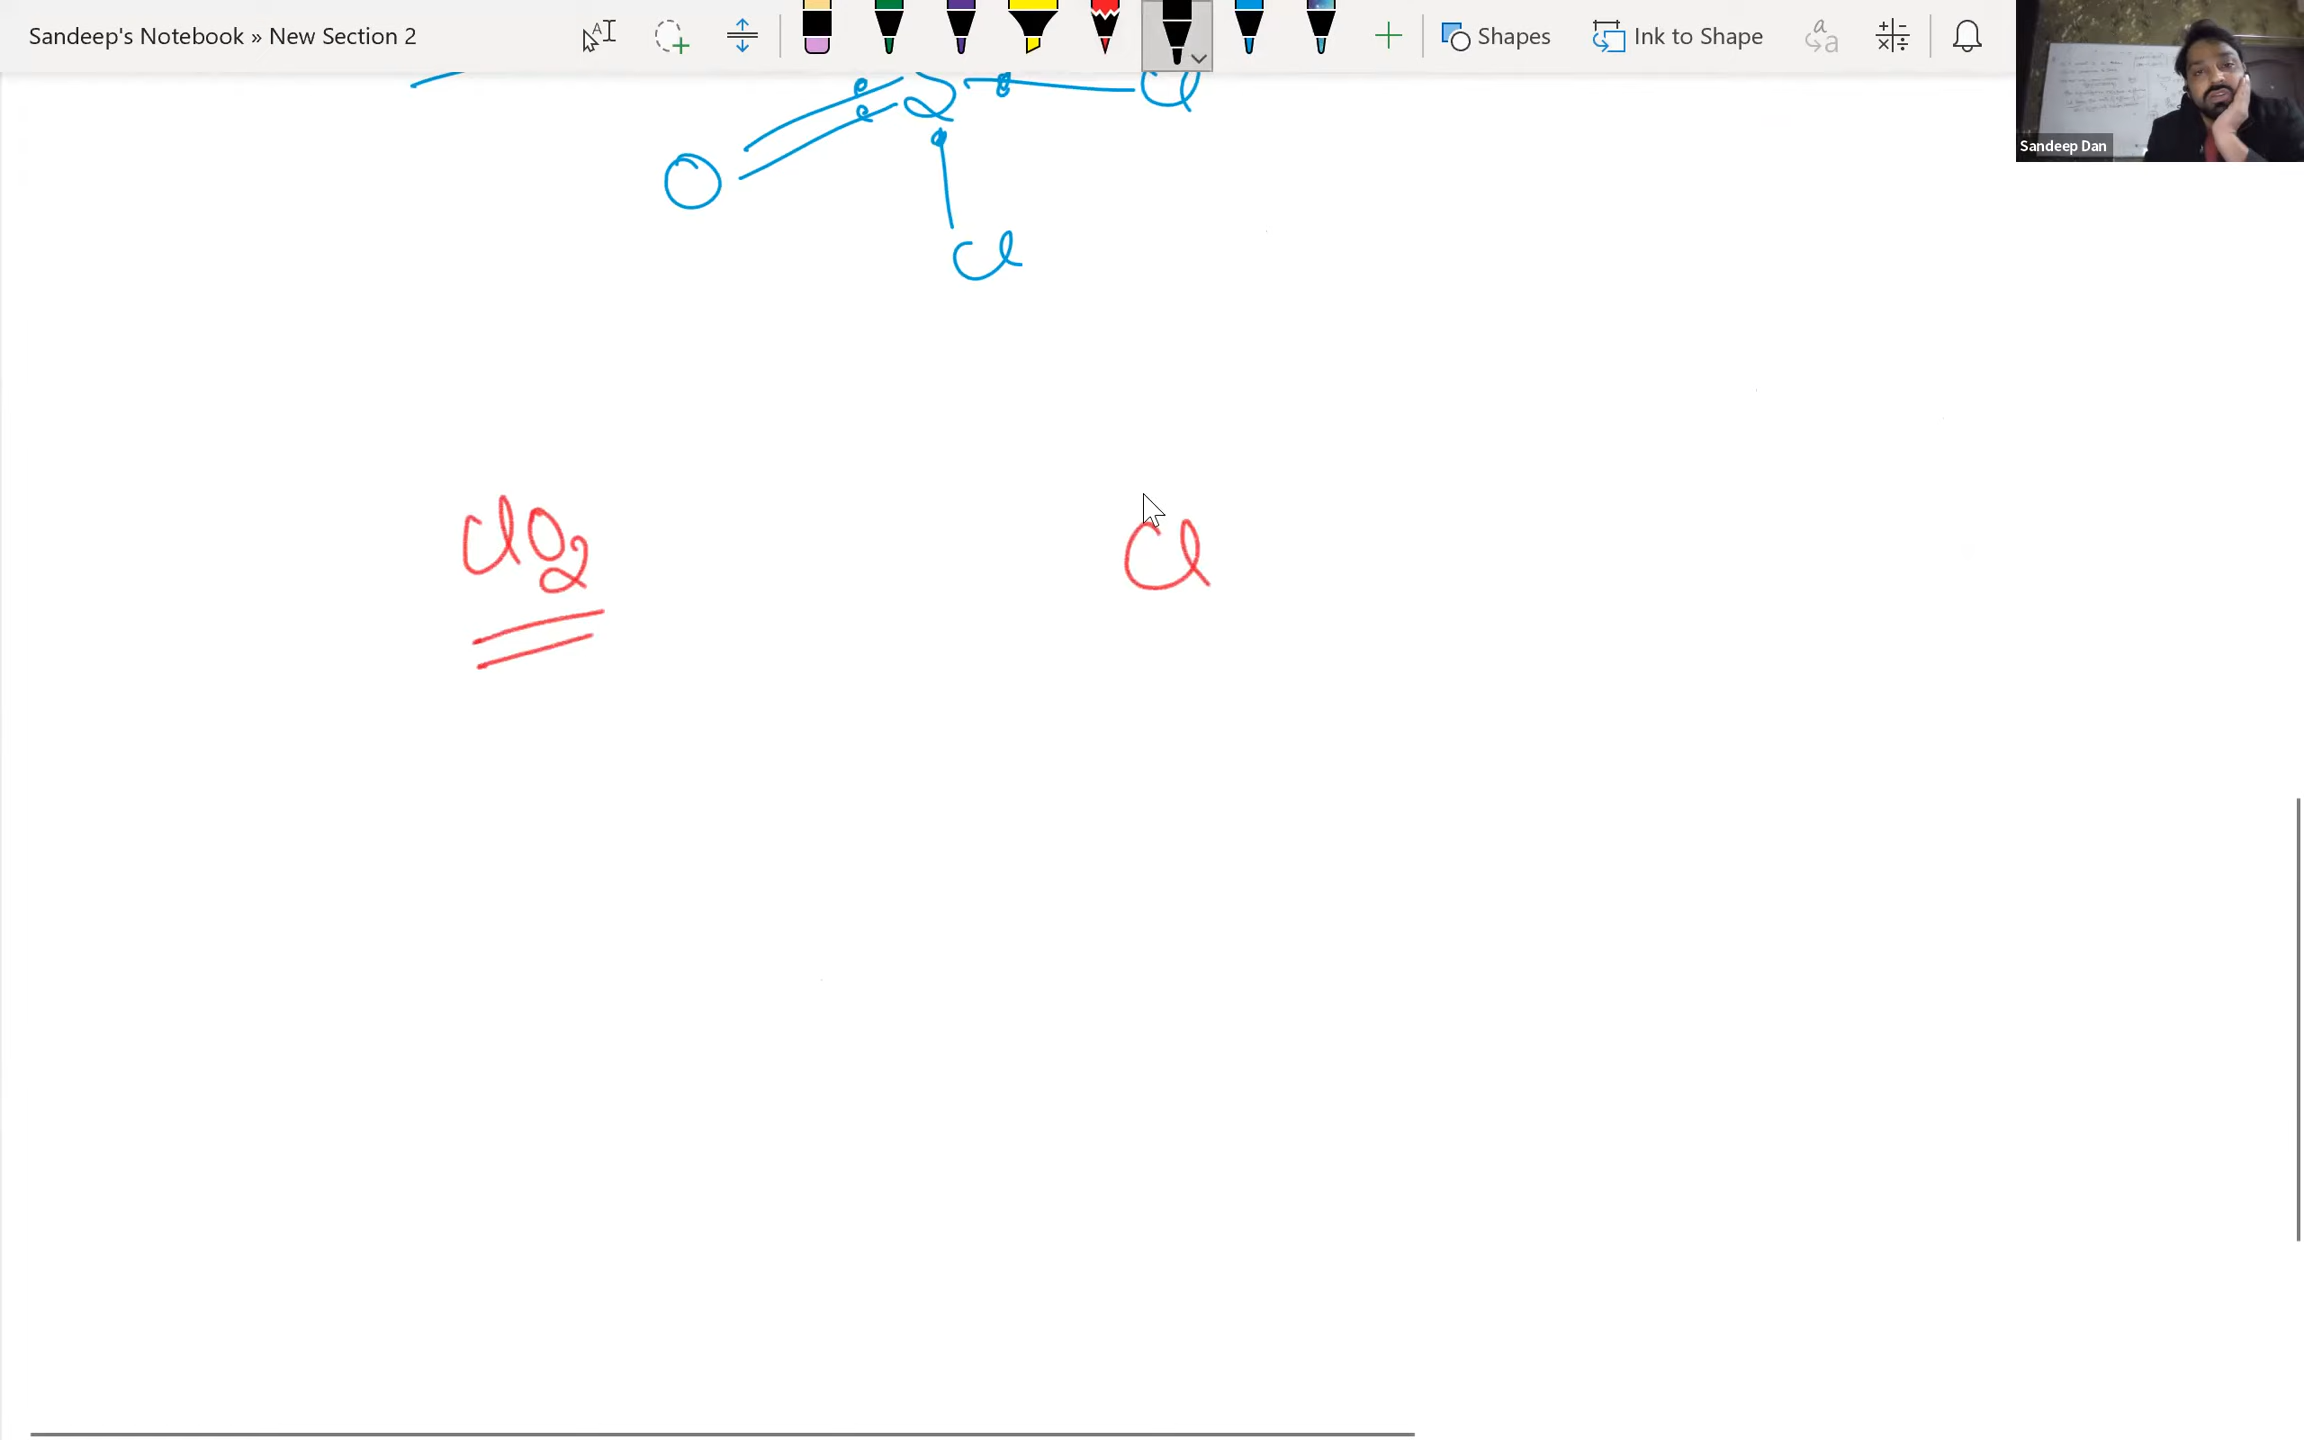 Sandeep's Notebook » New Section 2
Shapes
Ink to Shape
Sandeep Dan
S Cl
O
Cl
ClO2 Cl